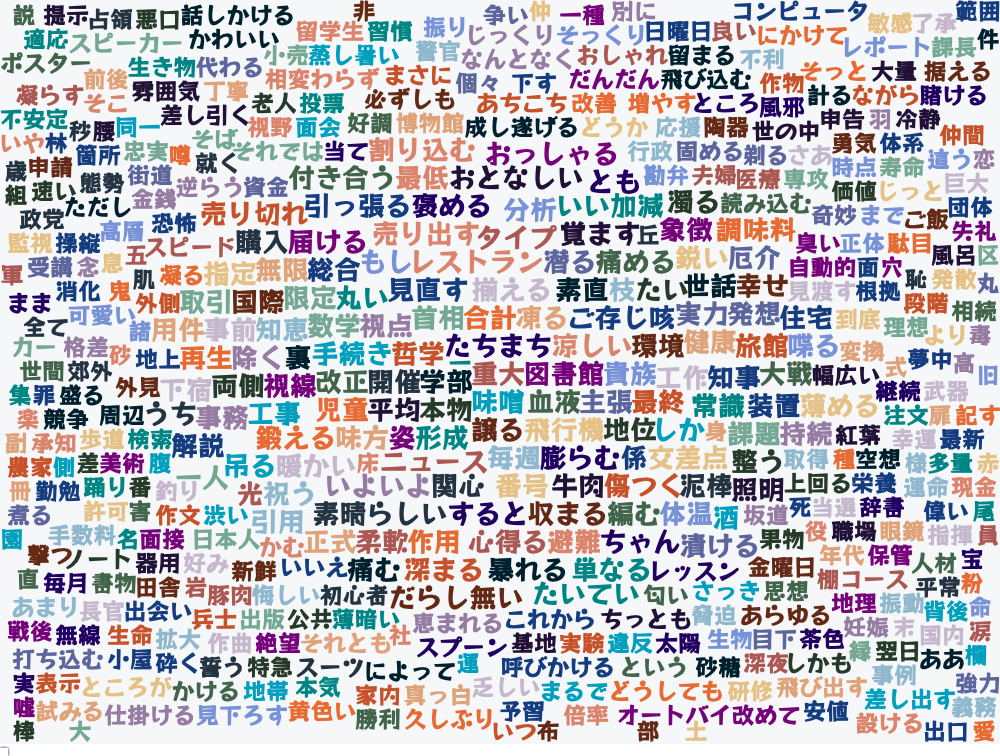 説 提示 占領 悪口 話しかける 非 争い 仲 一種 別に コンピュータ 敏感 了承 範囲
適応 スピーカー かわいい 留学生 習慣 振り じっくり そっくり 日曜日 良い にかけて レポート 課長 件
ポスター 生き物 代わる 小売 蒸し暑い 警官 なんとなく おしゃれ 留まる 不利
前後 雰囲気 丁寧 相変わらず まさに 個々 下す だんだん 飛び込む 作物 そっと 大量 据える
凝らす そこ 差し引く 老人 投票 必ずしも あちこち 改善 増やす ところ 風邪 計る ながら 賭ける
不安定 秒 腰 同一 そば 視野 面会 好調 博物館 成し遂げる どうか 応援 陶器 世の中 申告 羽 冷静
いや 林 箇所 忠実 噂 就く それでは 当て 割り込む おっしゃる 行政 固める 剃る さあ 勇気 体系 仲間
歳 申請 態勢 街道 逆らう 資金 付き合う 最低 おとなしい とも 勘弁 夫婦 医療 専攻 時点 寿命 違う 恋
組 速い ただし 金銭 売り切れ 引っ張る 褒める 分析 いい加減 濁る 読み込む 価値 じっと 巨大
政党 高層 恐怖 奇妙 まで ご飯 団体
監視 操縦 五 スピード 購入 届ける 売り出す タイプ 覚ます 丘 象徴 調味料 臭い 正体 駄目 失礼
軍 受講 念 息 肌 凝る 指定 無限 総合 もし レストラン 潜る 痛める 鋭い 厄介 自動的 面 穴 風呂 区
まま 消化 鬼 外側 取引 国際 限定 丸い 見直す 揃える 素直 枝 たい 世話 幸せ 見渡す 根拠 恥 発散 丸
全て 可愛い 諸 用件 事前 知恵 数学 視点 首相 合計 凍る ご存じ 咳 実力 発想 住宅 到底 段階 相続
カー 格差 砂 地上 再生 除く 裏 手続き 哲学 たちまち 涼しい 環境 健康 旅館 喋る 変換 理想 より 毒
世間 郊外 外見 下宿 両側 視線 改正 開催 学部 重大 図書館 貴族 工作 知事 大戦 幅広い 式 夢中 高 旧
集 罪 盛る 継続 武器
楽 競争 周辺 うち 事務 工事 児童 平均 本物 味噌 血液 主張 最終 常識 装置 薄める 注文 扉 記す
副 承知 歩道 検索 解説 鍛える 味方 姿 形成 譲る 飛行機 地位 しか 身 課題 持続 紅葉 幸運 最新
農家 側 差 美術 腹 一人 吊る 暖かい 床 ニュース 毎週 膨らむ 係 交差点 整う 取得 種 空想 様 多量 赤
冊 勤勉 踊り 番 釣り 光 祝う いよいよ 関心 番号 牛肉 傷つく 泥棒 照明 上回る 栄養 運命 現金
煮る 許可 害 作文 渋い 引用 素晴らしい すると 収まる 編む 体温 酒 坂道 死 当選 辞書 偉い 尾
園 手数料 名 面接 日本人 かむ 正式 柔軟 作用 心得る 避難 ちゃん 漬ける 果物 役 職場 眼鏡 指揮 員
撃つ ノート 器用 好み 新鮮 いいえ 痛む 深まる 暴れる 単なる レッスン 金曜日 年代 保管 人材 宝
直 毎月 書物 田舎 岩 豚肉 悔しい 初心者 だらし無い たいてい 匂い さっき 思想 棚 コース 平常 粉
あまり 長官 出会い 兵士 出版 公共 薄暗い 恵まれる これから ちっとも 脅迫 あらゆる 地理 振動 背後 命
戦後 無線 生命 拡大 作曲 絶望 それとも 社 スプーン 基地 実験 違反 太陽 生物 目下 茶色 妊娠 末 国内 涙
打ち込む 小屋 砕く 誓う 特急 スーツ によって 運 呼びかける という 砂糖 深夜 しかも 緑 翌日 ああ 欄
実 表示 ところが かける 地帯 本気 家内 真っ白 乏しい まるで どうしても 研修 飛び出す 事例 強力
嘘 試みる 仕掛ける 見下ろす 黄色い 勝利 久しぶり 予習 倍率 オートバイ 改めて 安値 差し出す 義務
棒 大 いつ 布 部 土 設ける 出口 愛